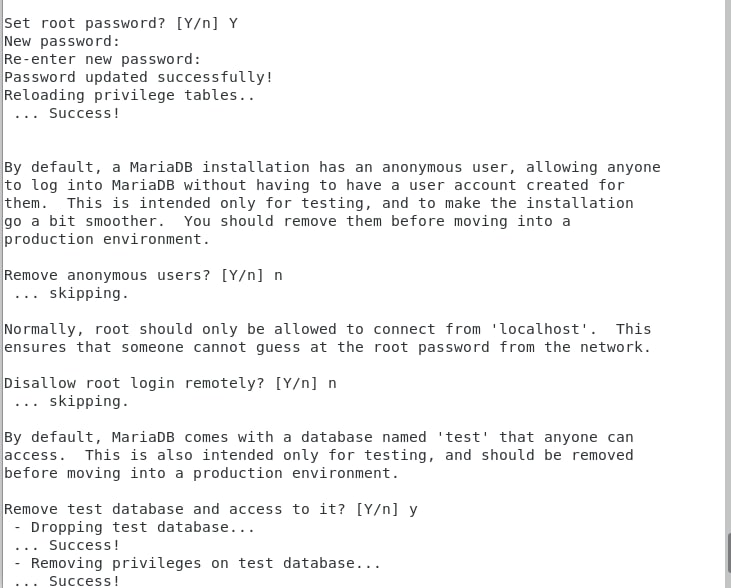 Set root password? [Y/n] Y
New password:
Re-enter new password:
Password updated successfully!
Reloading privilege tables..
 ... Success!
By default, a MariaDB installation has an anonymous user, allowing anyone
to log into MariaDB without having to have a user account created for
them.  This is intended only for testing, and to make the installation
go a bit smoother.  You should remove them before moving into a
production environment.
Remove anonymous users? [Y/n] n
 ... skipping.
Normally, root should only be allowed to connect from 'localhost'.  This
ensures that someone cannot guess at the root password from the network.
Disallow root login remotely? [Y/n] n
 ... skipping.
By default, MariaDB comes with a database named 'test' that anyone can
access.  This is also intended only for testing, and should be removed
before moving into a production environment.
Remove test database and access to it? [Y/n] y
 - Dropping test database...
 ... Success!
 - Removing privileges on test database...
 ... Success!